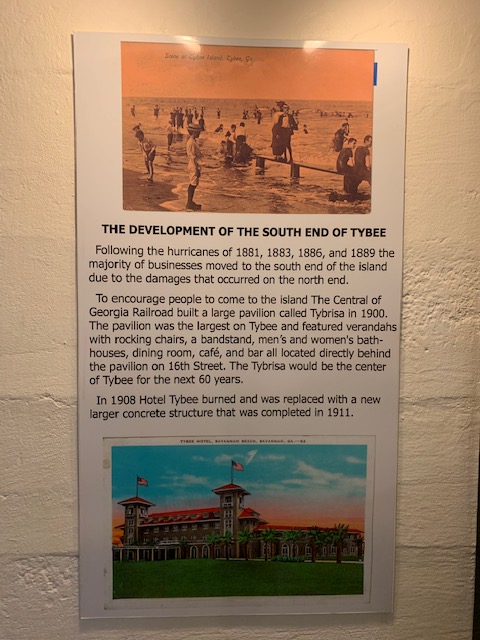 Scene at Tybee Island, Tybee, Ga.
THE DEVELOPMENT OF THE SOUTH END OF TYBEE
Following the hurricanes of 1881, 1883, 1886, and 1889 the
majority of businesses moved to the south end of the island
due to the damages that occurred on the north end.
To encourage people to come to the island The Central of
Georgia Railroad built a large pavilion called Tybrisa in 1900.
The pavilion was the largest on Tybee and featured verandahs
with rocking chairs, a bandstand, men's and women's bath-
houses, dining room, café, and bar all located directly behind
the pavilion on 16th Street. The Tybrisa would be the center
of Tybee for the next 60 years.
In 1908 Hotel Tybee burned and was replaced with a new
larger concrete structure that was completed in 1911.
TYBEE HOTEL, SAVANNAH BEACH, SAVANNAH, GA.